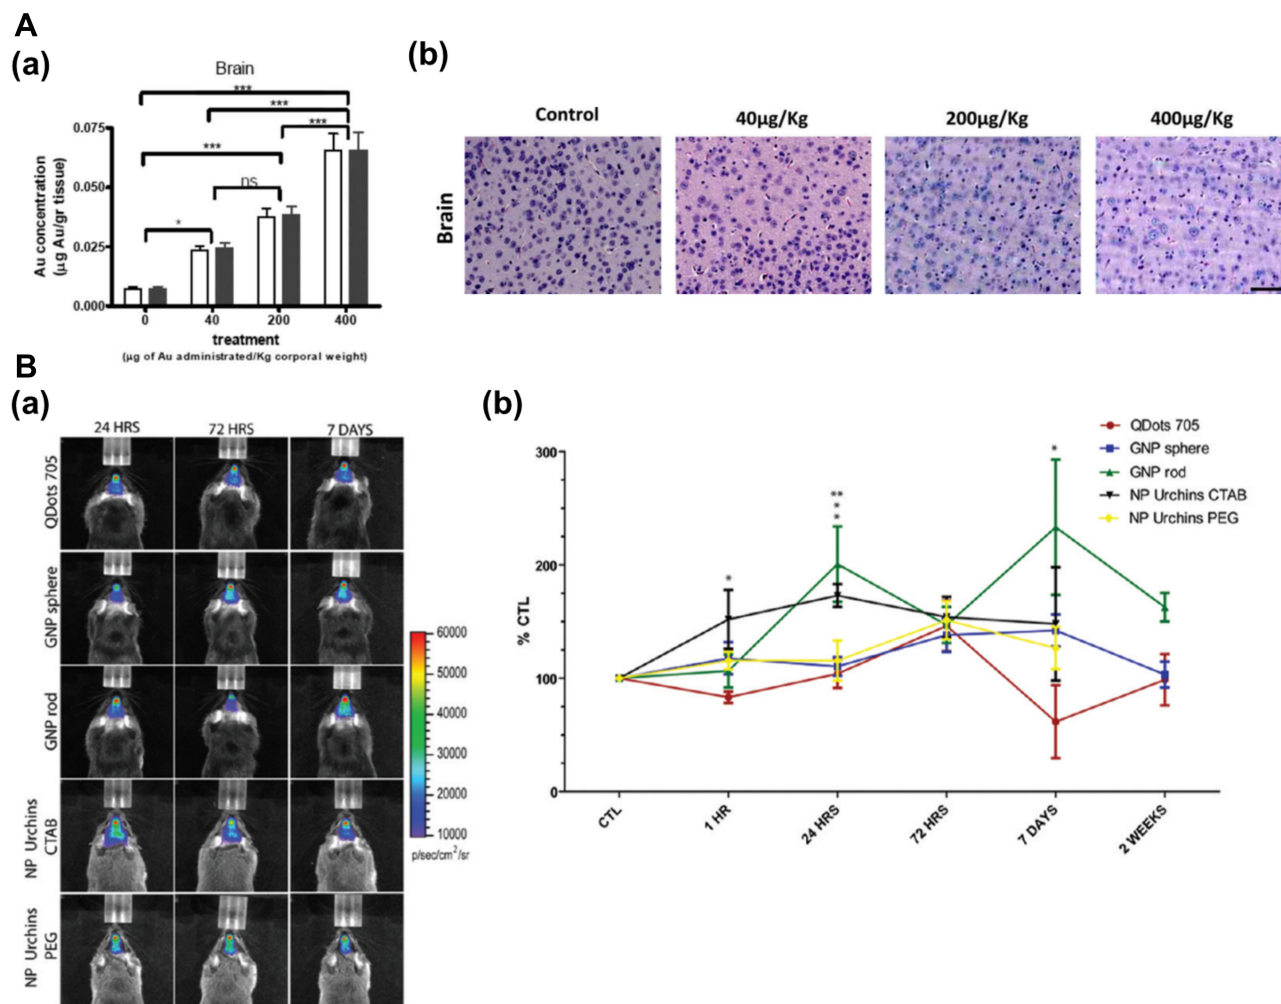 A
(a)
Brain
***
***
***
***
ns
*
0.075
0.050
0.025
0.000
Au concentration
(µg Au/gr tissue)
0 40 200 400
treatment
(µg of Au administrated/Kg corporal weight)
(b)
Control 40µg/Kg 200µg/Kg 400µg/Kg
Brain
B
(a)
24 HRS 72 HRS 7 DAYS
QDots 705
GNP sphere
GNP rod
NP Urchins
CTAB
NP Urchins
PEG
60000
50000
40000
30000
20000
10000
p/sec/cm²/sr
(b)
QDots 705
GNP sphere
GNP rod
NP Urchins CTAB
NP Urchins PEG
300
200
100
0
% CTL
*
**
*
*
*
CTL 1 HR 24 HRS 72 HRS 7 DAYS 2 WEEKS